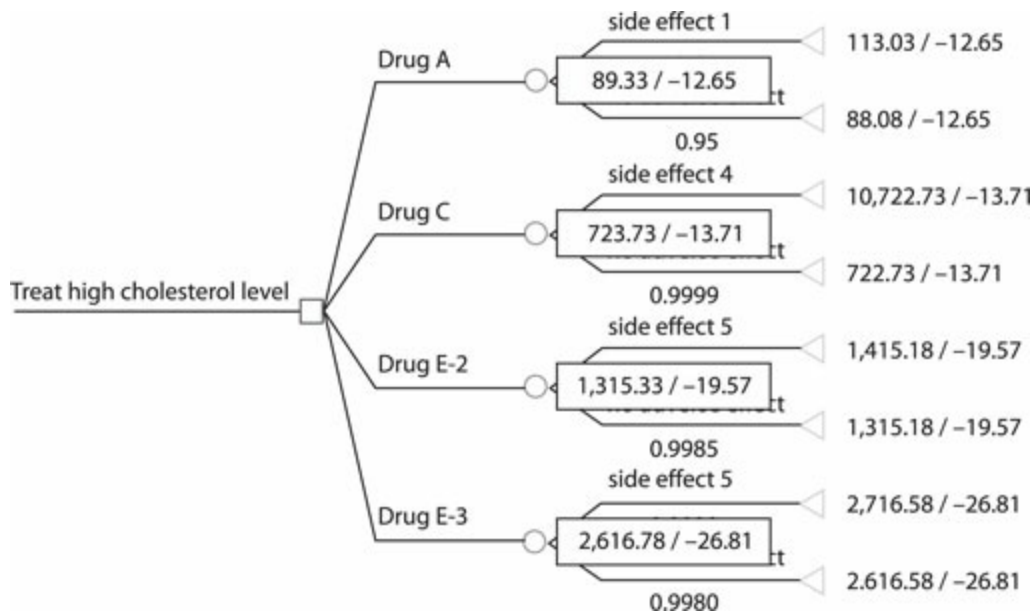 side effect 1
113.03 / –12.65
Drug A
89.33 / –12.65
88.08 / –12.65
0.95
side effect 4
10,722.73 / –13.71
Drug C
723.73 / –13.71
722.73 / –13.71
0.9999
Treat high cholesterol level
side effect 5
1,415.18 / –19.57
Drug E-2
1,315.33 / –19.57
1,315.18 / –19.57
0.9985
side effect 5
2,716.58 / –26.81
Drug E-3
2,616.78 / –26.81
2.616.58 / –26.81
0.9980